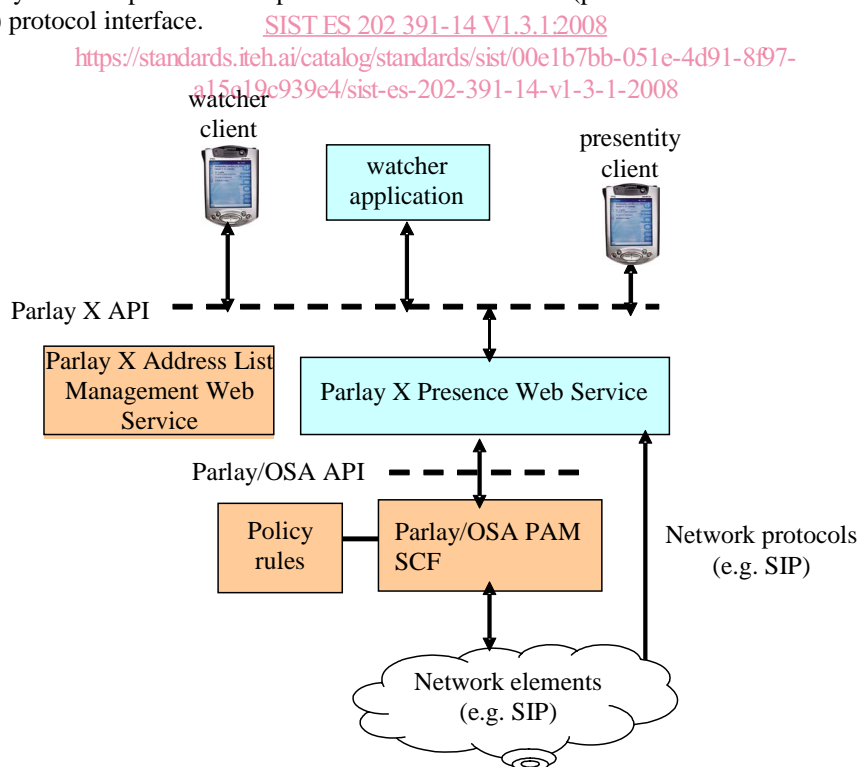 ) protocol interface.
SIST ES 202 391-14 V1.3.1:2008
https://standards.iteh.ai/catalog/standards/sist/00e1b7bb-051e-4d91-8f97-
a15c19c939e4/sist-es-202-391-14-v1-3-1-2008
watcher
client
watcher
application
presentity
client
Parlay X API
Parlay X Address List
Management Web
Service
Parlay X Presence Web Service
Parlay/OSA API
Policy
rules
Parlay/OSA PAM
SCF
Network protocols
(e.g. SIP)
Network elements
(e.g. SIP)